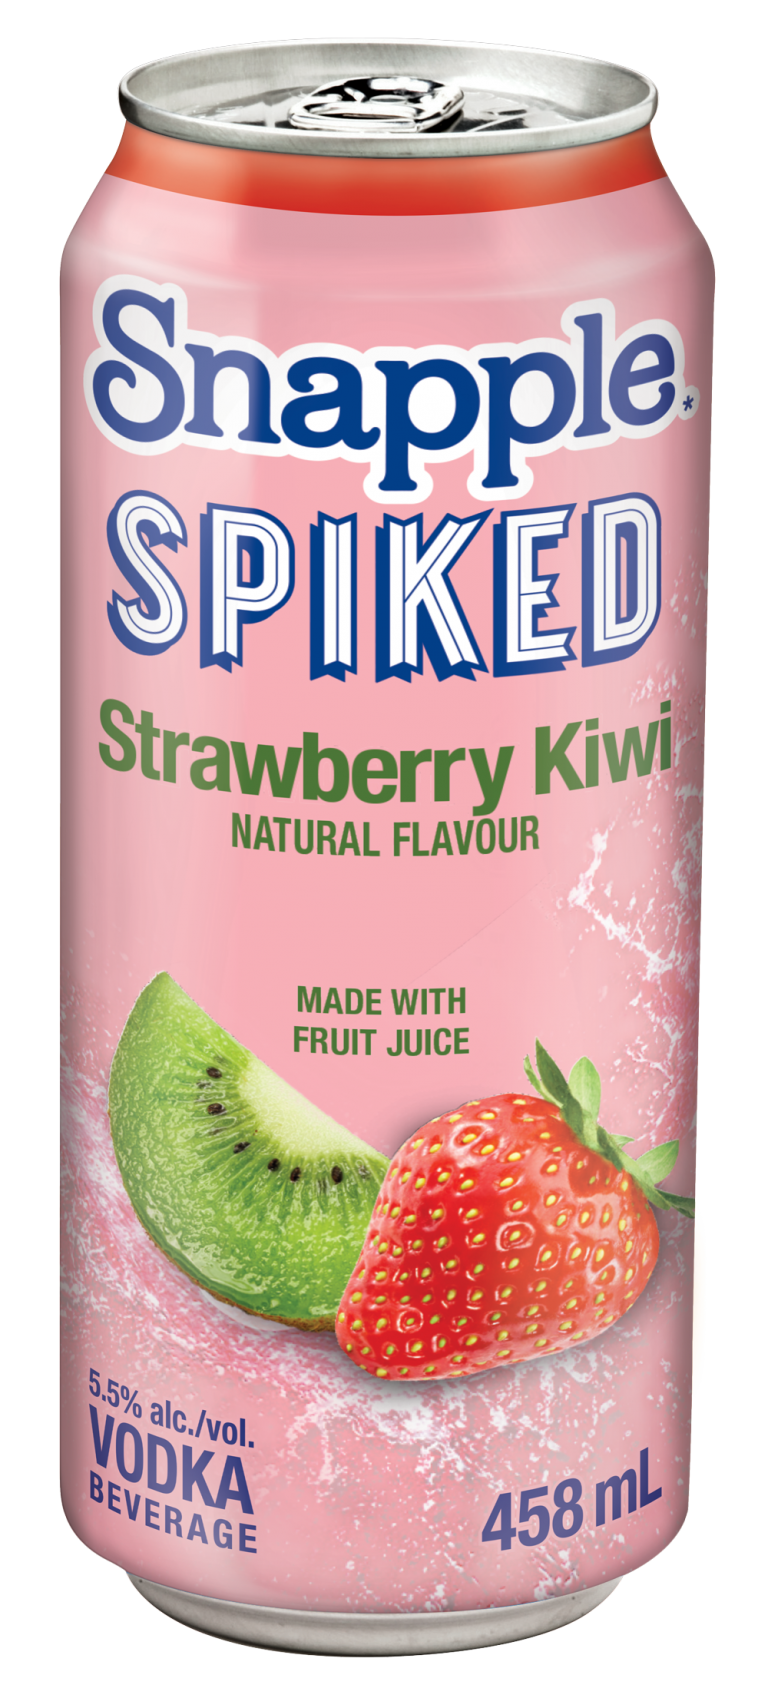 Snapple.*
SPIKED
Strawberry Kiwi
NATURAL FLAVOUR
MADE WITH
FRUIT JUICE
5.5% alc./vol.
VODKA
BEVERAGE
458 mL